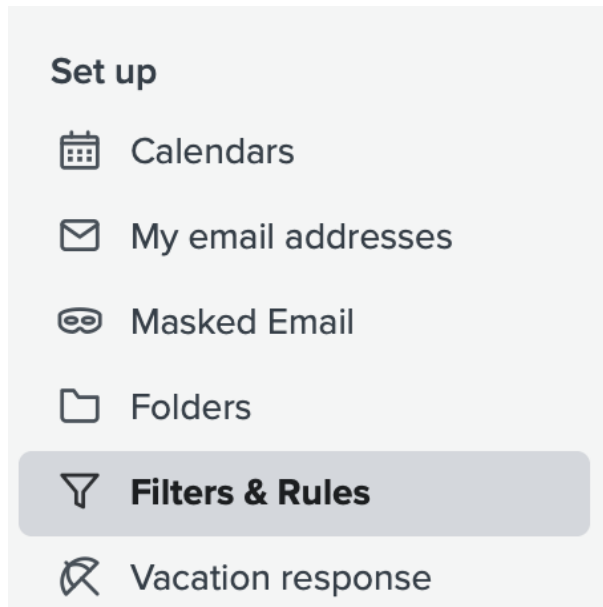 Set up
Calendars
My email addresses
Masked Email
Folders
Filters & Rules
Vacation response